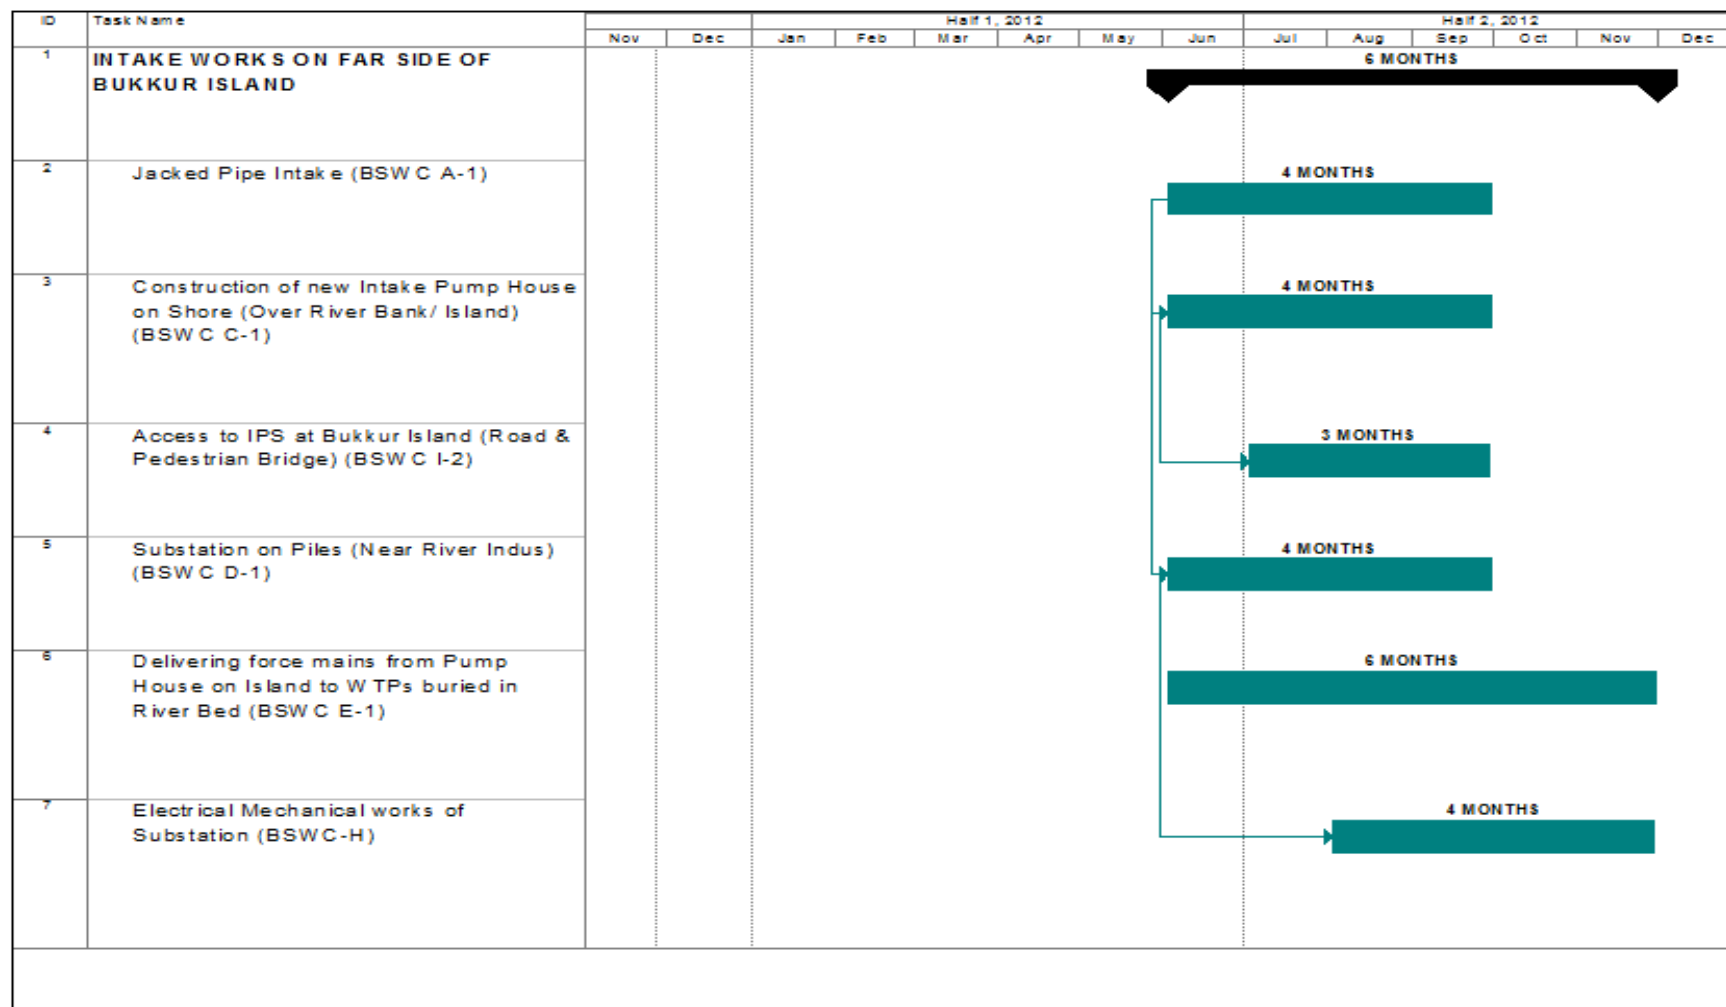 ID Task Name Half 1, 2012 Half 2, 2012
Nov Dec Jan Feb Mar Apr May Jun Jul Aug Sep Oct Nov Dec
1 INTAKE WORKS ON FAR SIDE OF 6 MONTHS
BUKKUR ISLAND
2 Jacked Pipe Intake (BSWC A-1) 4 MONTHS
3 Construction of new Intake Pump House 4 MONTHS
on Shore (Over River Bank/ Island)
(BSWC C-1)
4 Access to IPS at Bukkur Island (Road & 3 MONTHS
Pedestrian Bridge) (BSWC I-2)
5 Substation on Piles (Near River Indus) 4 MONTHS
(BSWC D-1)
6 Delivering force mains from Pump 6 MONTHS
House on Island to WTPs buried in
River Bed (BSWC E-1)
7 Electrical Mechanical works of 4 MONTHS
Substation (BSWC-H)